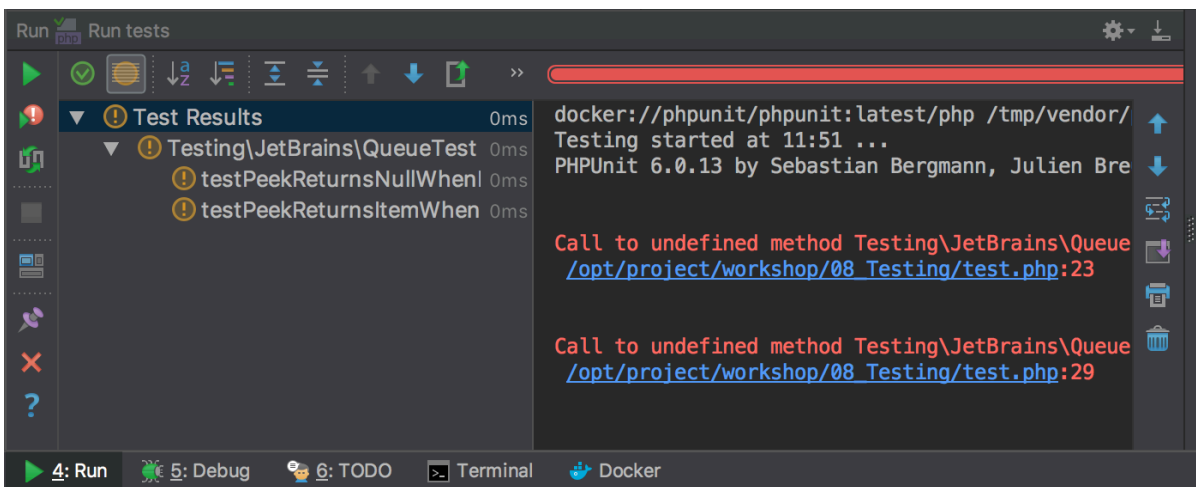 Run php Run tests
Test Results 0ms
Testing\JetBrains\QueueTest 0ms
testPeekReturnsNullWhen 0ms
testPeekReturnsItemWhen 0ms
docker://phpunit/phpunit:latest/php /tmp/vendor/
Testing started at 11:51 ...
PHPUnit 6.0.13 by Sebastian Bergmann, Julien Bre
Call to undefined method Testing\JetBrains\Queue
/opt/project/workshop/08_Testing/test.php:23
Call to undefined method Testing\JetBrains\Queue
/opt/project/workshop/08_Testing/test.php:29
4: Run 5: Debug 6: TODO Terminal Docker